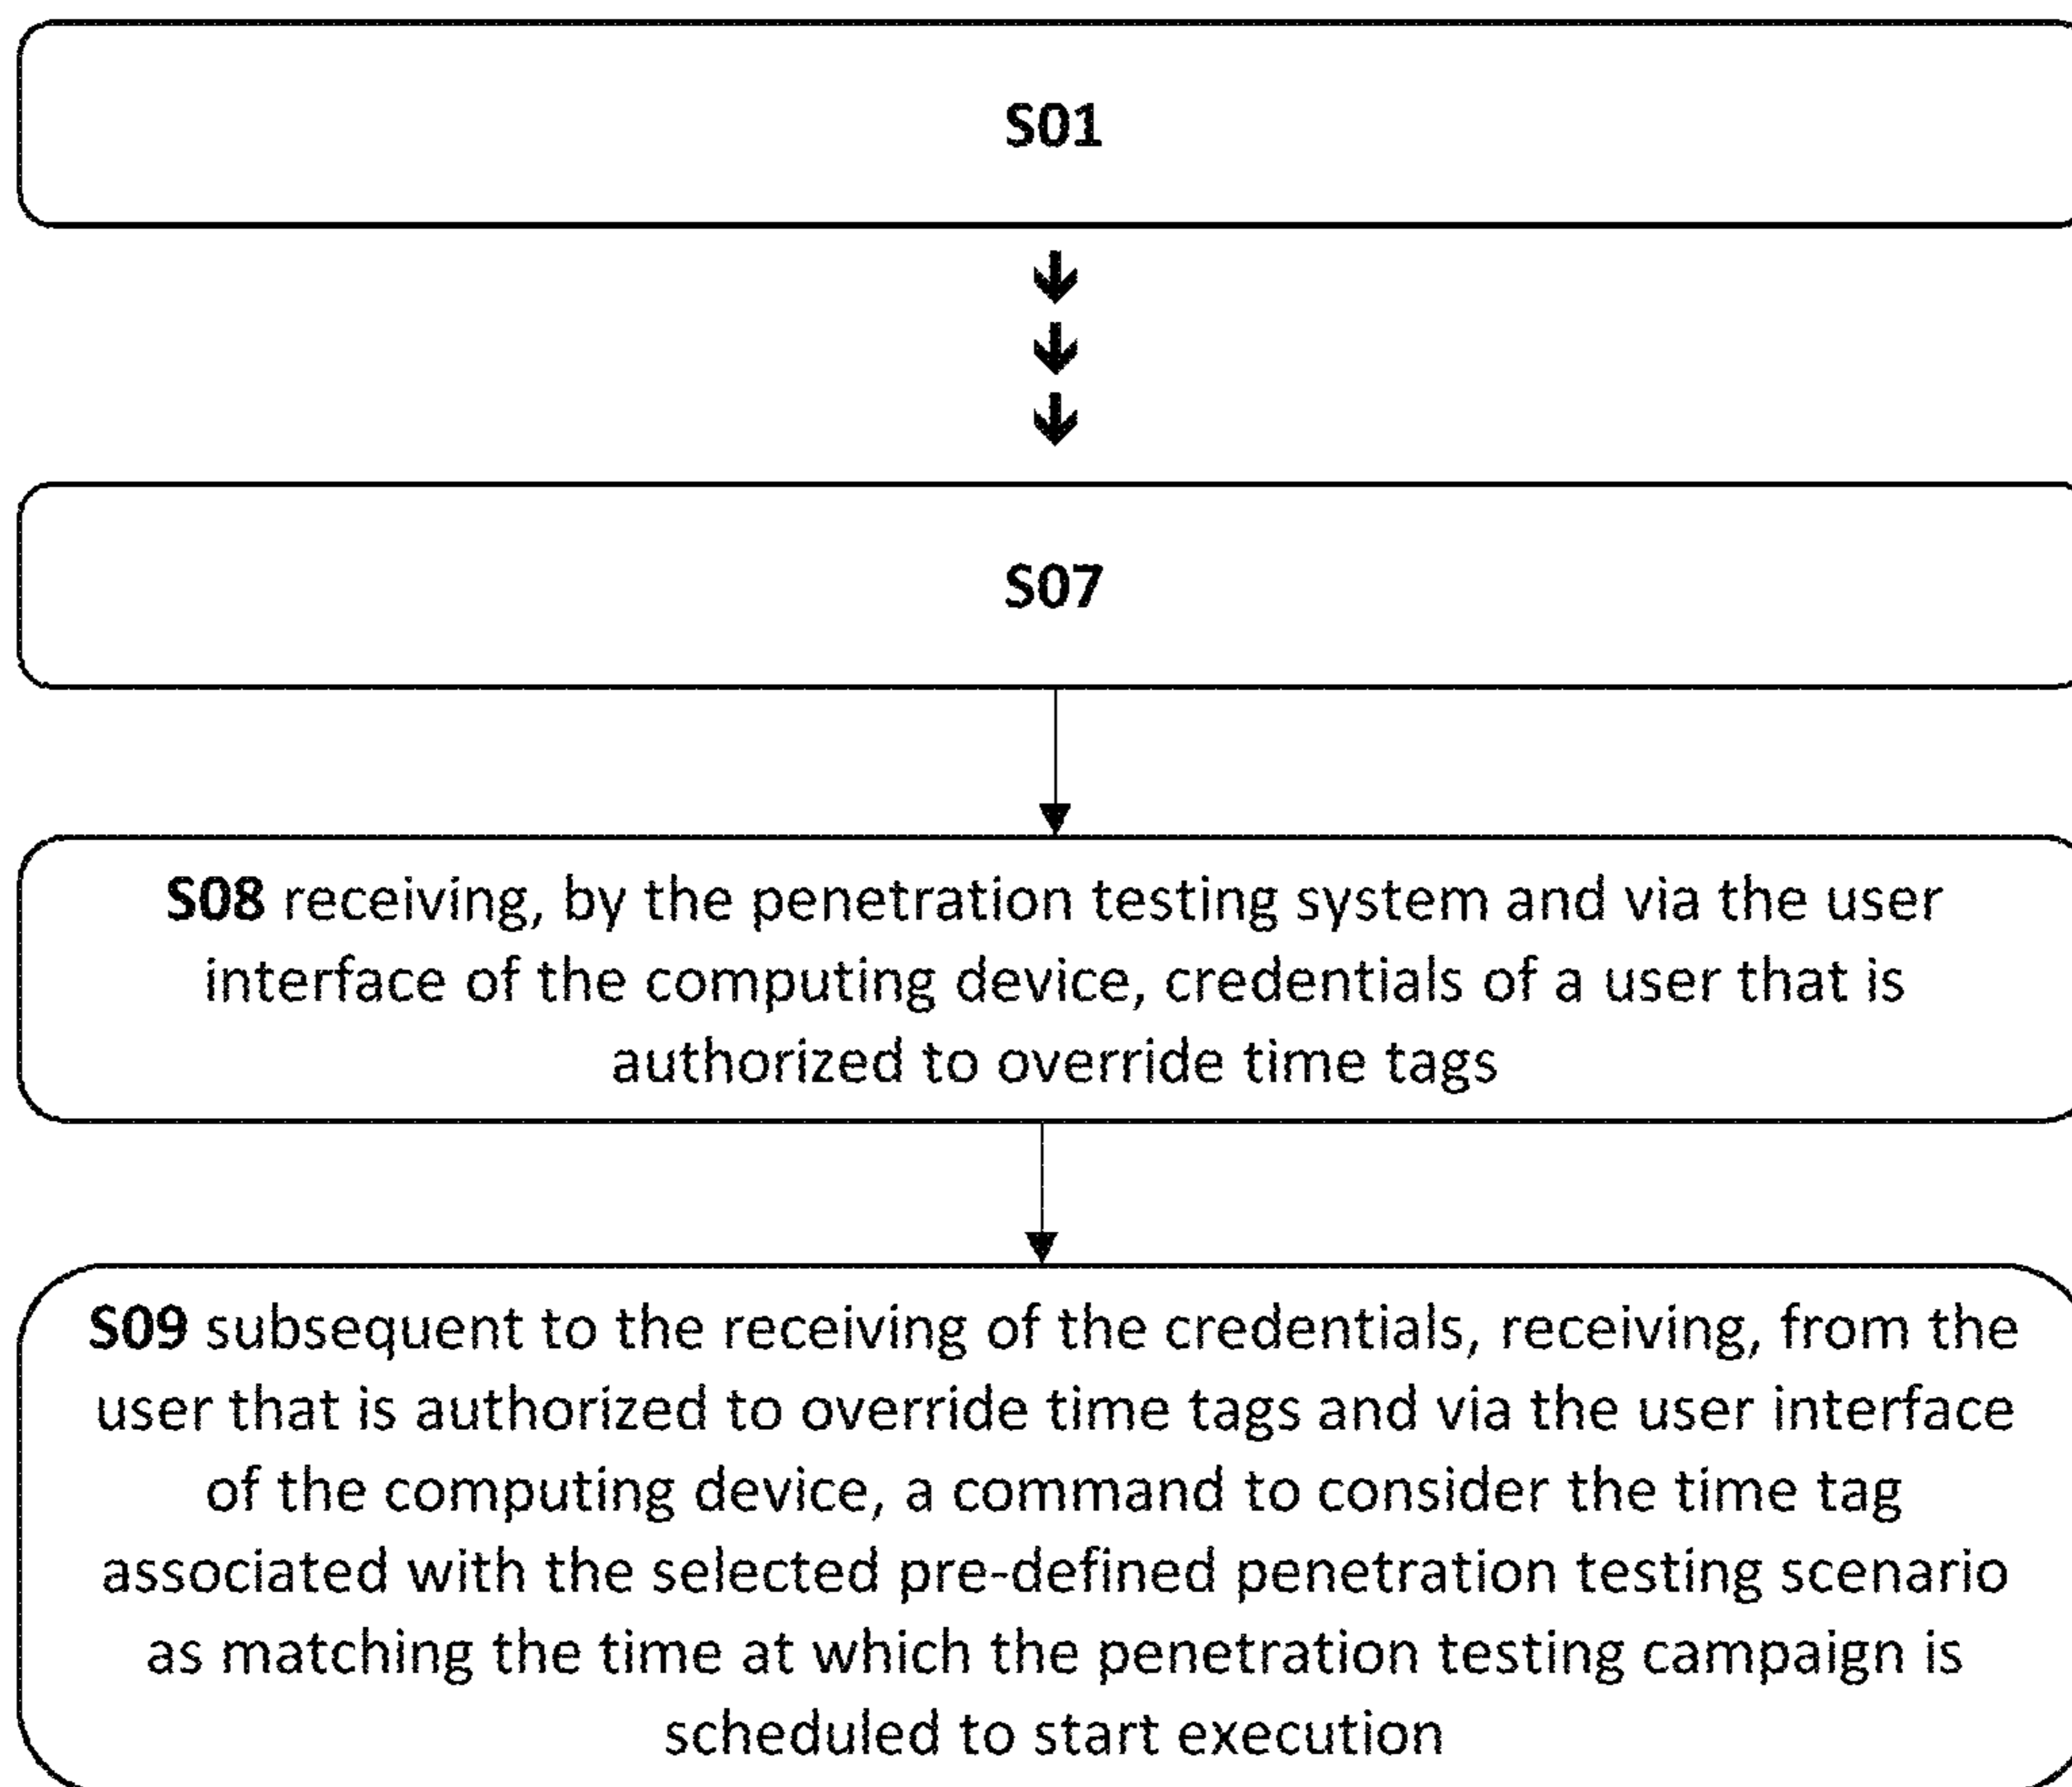 S01
S07
S08 receiving, by the penetration testing system and via the user
interface of the computing device, credentials of a user that is
authorized to override time tags
S09 subsequent to the receiving of the credentials, receiving, from the
user that is authorized to override time tags and via the user interface
of the computing device, a command to consider the time tag
associated with the selected pre-defined penetration testing scenario
as matching the time at which the penetration testing campaign is
scheduled to start execution